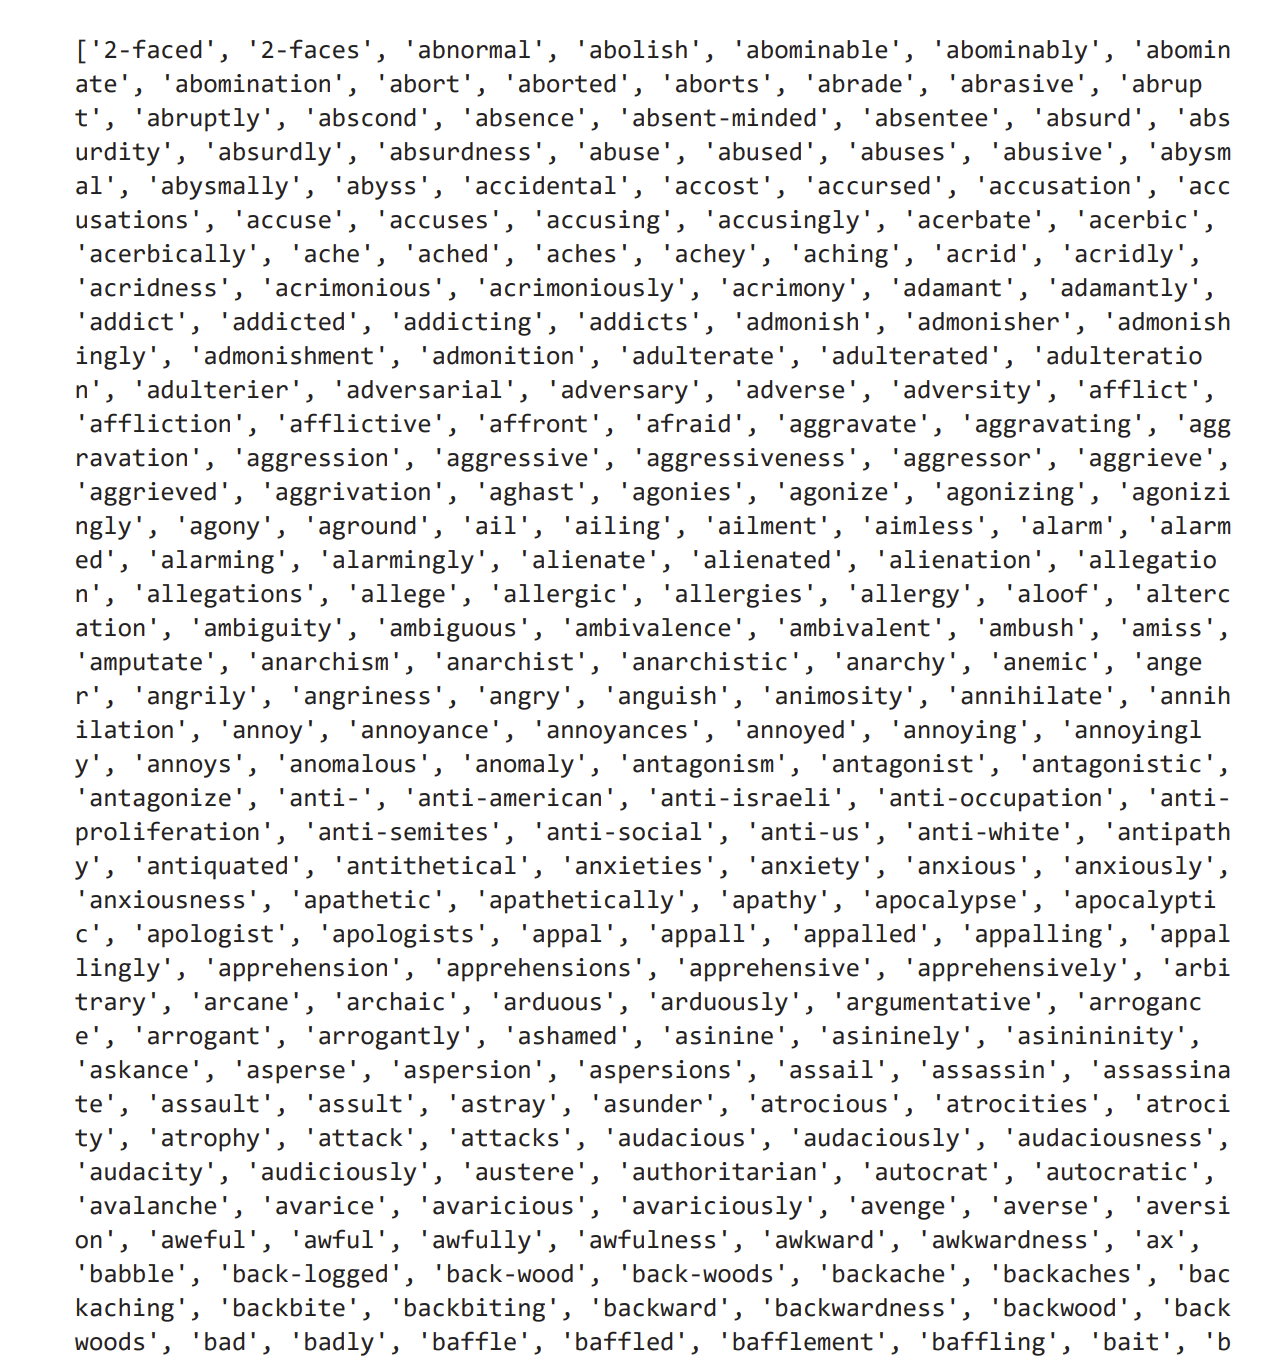 ['2-faced', '2-faces', 'abnormal', 'abolish', 'abominable', 'abominably', 'abomin
ate', 'abomination', 'abort', 'aborted', 'aborts', 'abrade', 'abrasive', 'abrup
t', 'abruptly', 'abscond', 'absence', 'absent-minded', 'absentee', 'absurd', 'abs
urdity', 'absurdly', 'absurdness', 'abuse', 'abused', 'abuses', 'abusive', 'abysm
al', 'abysmally', 'abyss', 'accidental', 'accost', 'accursed', 'accusation', 'acc
usations', 'accuse', 'accuses', 'accusing', 'accusingly', 'acerbate', 'acerbic',
'acerbically', 'ache', 'ached', 'aches', 'achey', 'aching', 'acrid', 'acridly',
'acridness', 'acrimonious', 'acrimoniously', 'acrimony', 'adamant', 'adamantly',
'addict', 'addicted', 'addicting', 'addicts', 'admonish', 'admonisher', 'admonish
ingly', 'admonishment', 'admonition', 'adulterate', 'adulterated', 'adulteratio
n', 'adulterier', 'adversarial', 'adversary', 'adverse', 'adversity', 'afflict',
'affliction', 'afflictive', 'affront', 'afraid', 'aggravate', 'aggravating', 'agg
ravation', 'aggression', 'aggressive', 'aggressiveness', 'aggressor', 'aggrieve',
'aggrieved', 'aggrivation', 'aghast', 'agonies', 'agonize', 'agonizing', 'agonizi
ngly', 'agony', 'aground', 'ail', 'ailing', 'ailment', 'aimless', 'alarm', 'alarm
ed', 'alarming', 'alarmingly', 'alienate', 'alienated', 'alienation', 'allegatio
n', 'allegations', 'allege', 'allergic', 'allergies', 'allergy', 'aloof', 'alterc
ation', 'ambiguity', 'ambiguous', 'ambivalence', 'ambivalent', 'ambush', 'amiss',
'amputate', 'anarchism', 'anarchist', 'anarchistic', 'anarchy', 'anemic', 'ange
r', 'angrily', 'angriness', 'angry', 'anguish', 'animosity', 'annihilate', 'annih
ilation', 'annoy', 'annoyance', 'annoyances', 'annoyed', 'annoying', 'annoyingl
y', 'annoys', 'anomalous', 'anomaly', 'antagonism', 'antagonist', 'antagonistic',
'antagonize', 'anti-', 'anti-american', 'anti-israeli', 'anti-occupation', 'anti-
proliferation', 'anti-semites', 'anti-social', 'anti-us', 'anti-white', 'antipath
y', 'antiquated', 'antithetical', 'anxieties', 'anxiety', 'anxious', 'anxiously',
'anxiousness', 'apathetic', 'apathetically', 'apathy', 'apocalypse', 'apocalypti
c', 'apologist', 'apologists', 'appal', 'appall', 'appalled', 'appalling', 'appal
lingly', 'apprehension', 'apprehensions', 'apprehensive', 'apprehensively', 'arbi
trary', 'arcane', 'archaic', 'arduous', 'arduously', 'argumentative', 'arroganc
e', 'arrogant', 'arrogantly', 'ashamed', 'asinine', 'asininely', 'asinininity',
'askance', 'asperse', 'aspersion', 'aspersions', 'assail', 'assassin', 'assassina
te', 'assault', 'assult', 'astray', 'asunder', 'atrocious', 'atrocities', 'atroci
ty', 'atrophy', 'attack', 'attacks', 'audacious', 'audaciously', 'audaciousness',
'audacity', 'audiciously', 'austere', 'authoritarian', 'autocrat', 'autocratic',
'avalanche', 'avarice', 'avaricious', 'avariciously', 'avenge', 'averse', 'aversi
on', 'aweful', 'awful', 'awfully', 'awfulness', 'awkward', 'awkwardness', 'ax',
'babble', 'back-logged', 'back-wood', 'back-woods', 'backache', 'backaches', 'bac
kaching', 'backbite', 'backbiting', 'backward', 'backwardness', 'backwood', 'back
woods', 'bad', 'badly', 'baffle', 'baffled', 'bafflement', 'baffling', 'bait', 'b